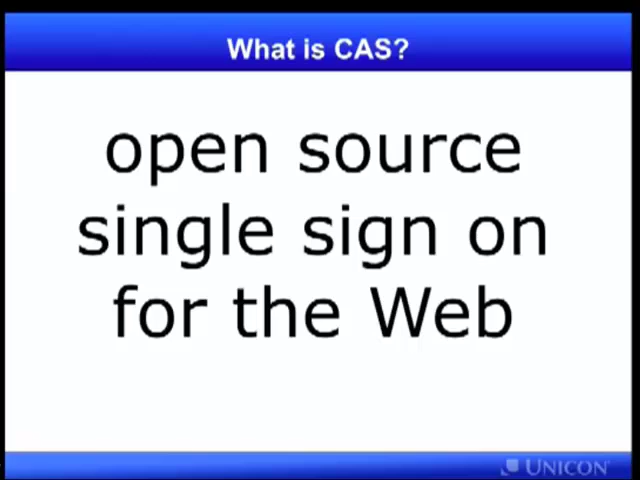 What is CAS?
open source
single sign on
for the Web
UNICON